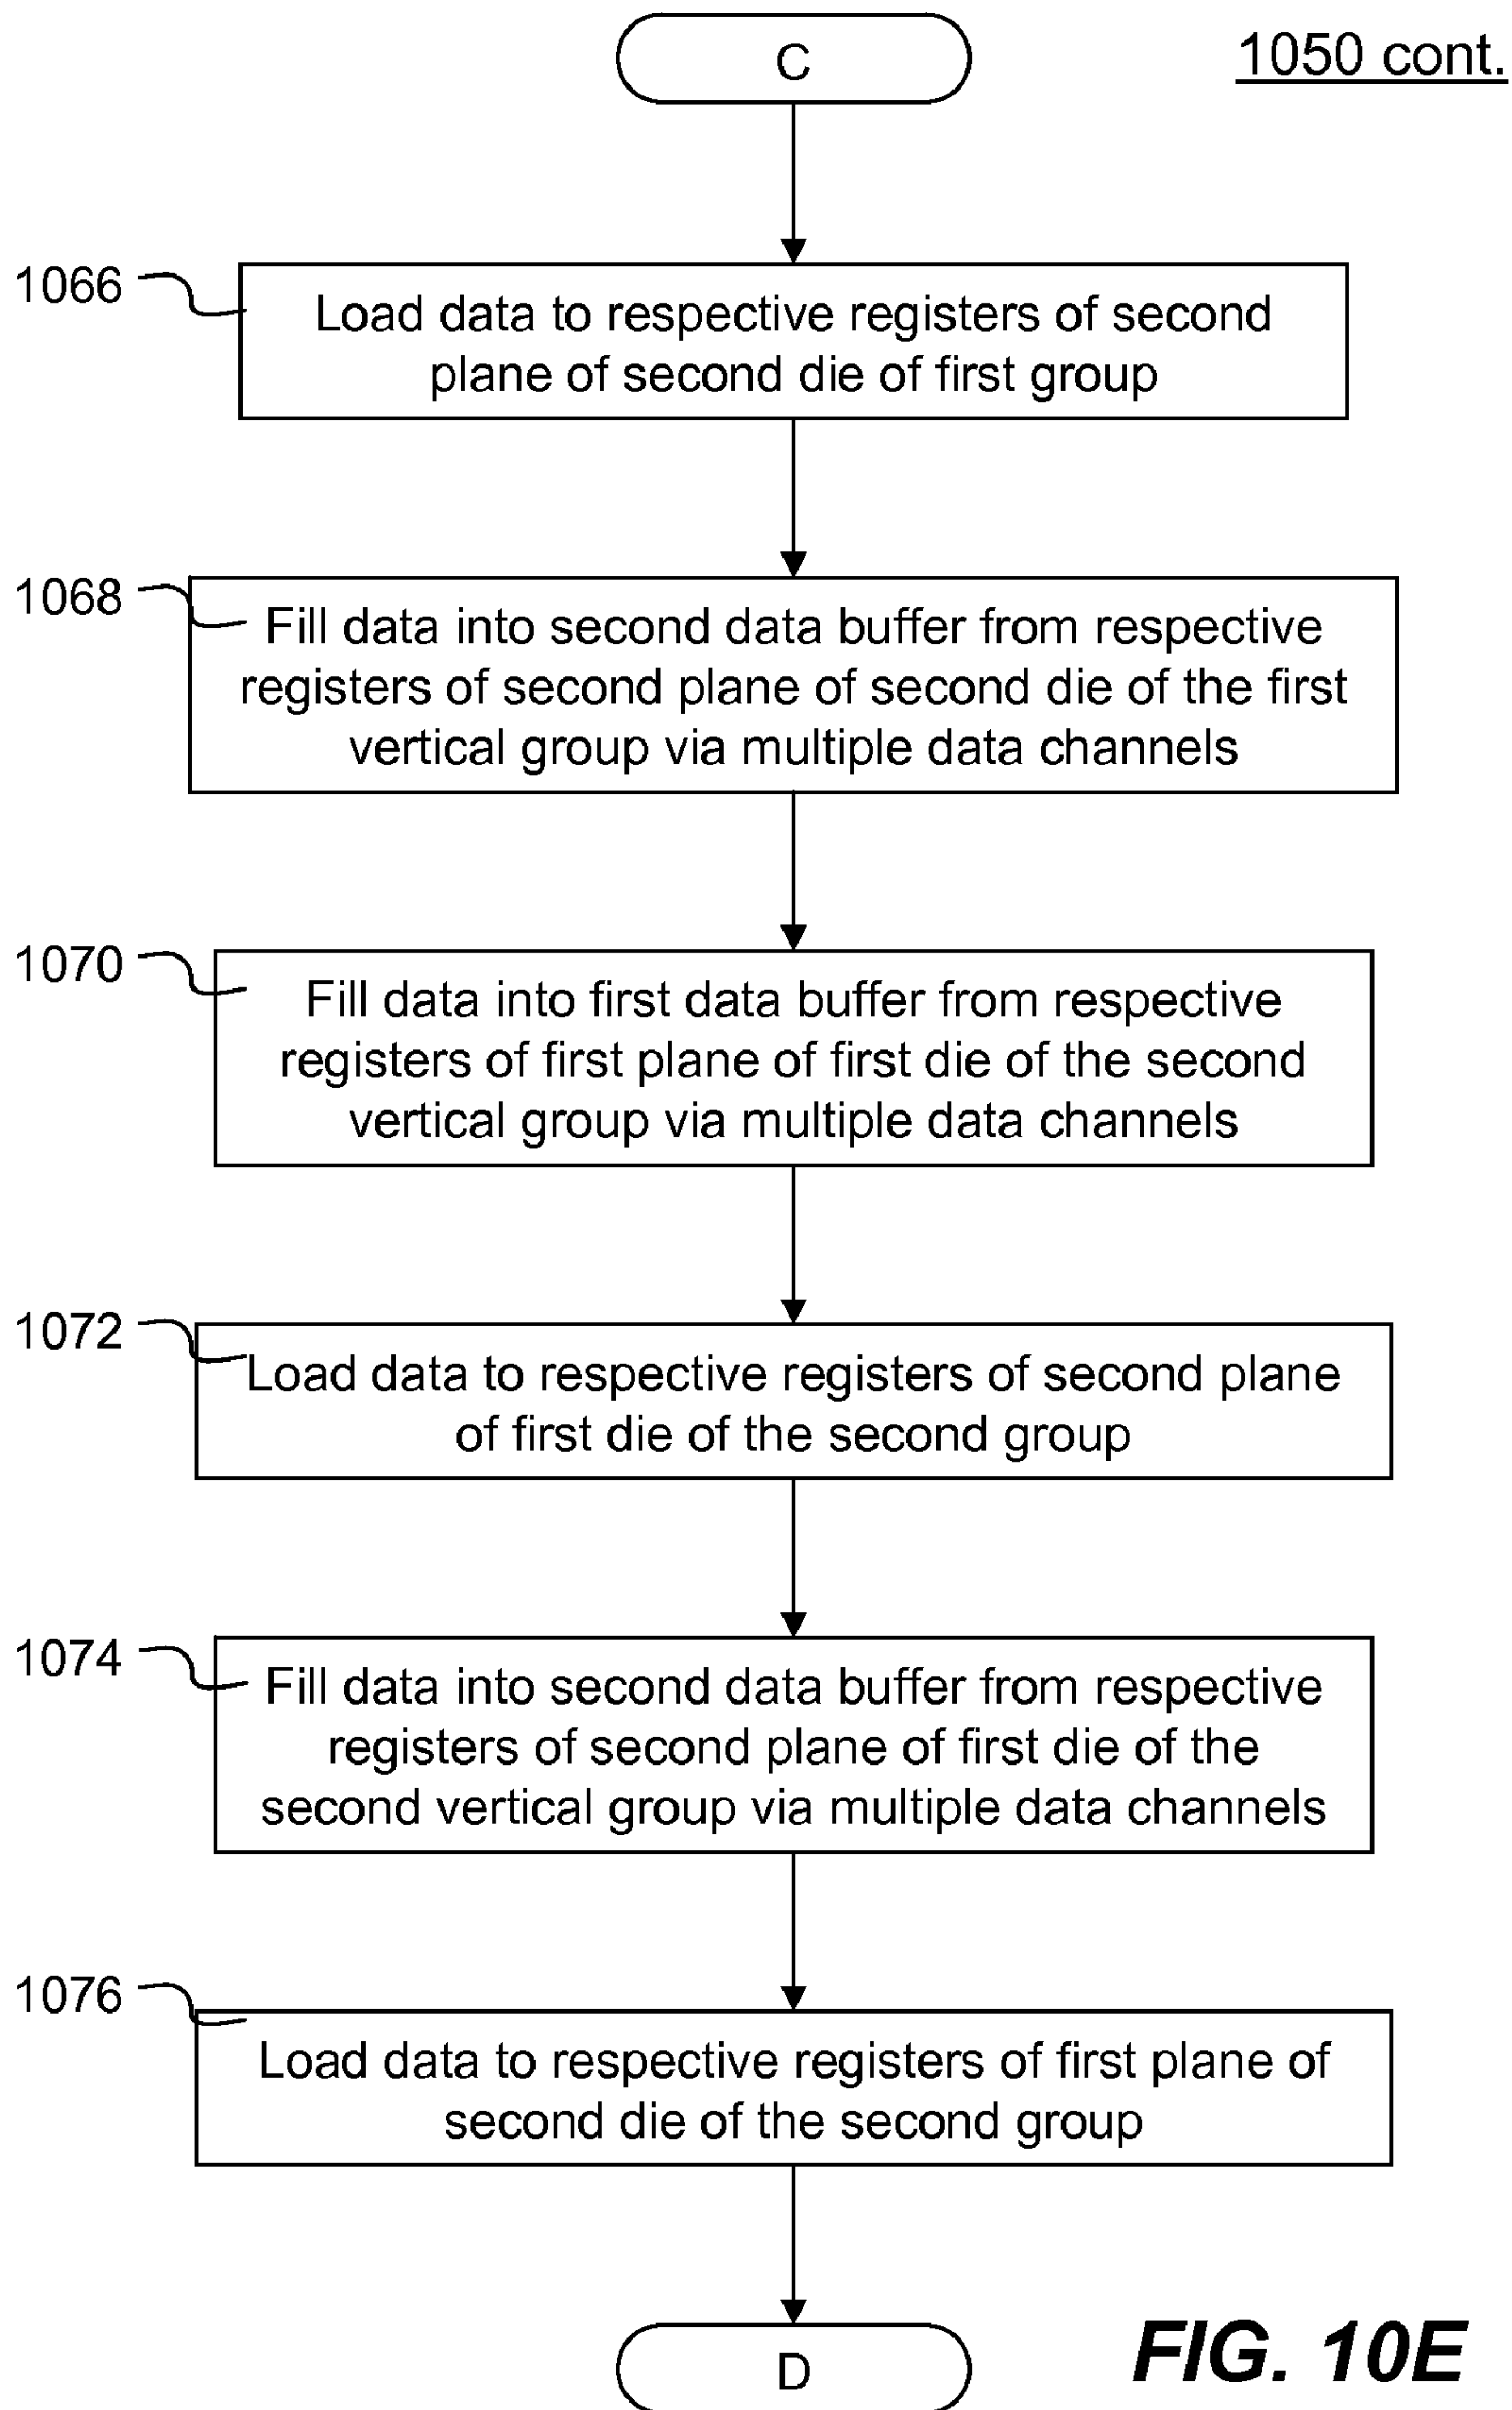 C
1050 cont.
1066
Load data to respective registers of second
plane of second die of first group
1068
Fill data into second data buffer from respective
registers of second plane of second die of the first
vertical group via multiple data channels
1070
Fill data into first data buffer from respective
registers of first plane of first die of the second
vertical group via multiple data channels
1072
Load data to respective registers of second plane
of first die of the second group
1074
Fill data into second data buffer from respective
registers of second plane of first die of the
second vertical group via multiple data channels
1076
Load data to respective registers of first plane of
second die of the second group
D
FIG. 10E